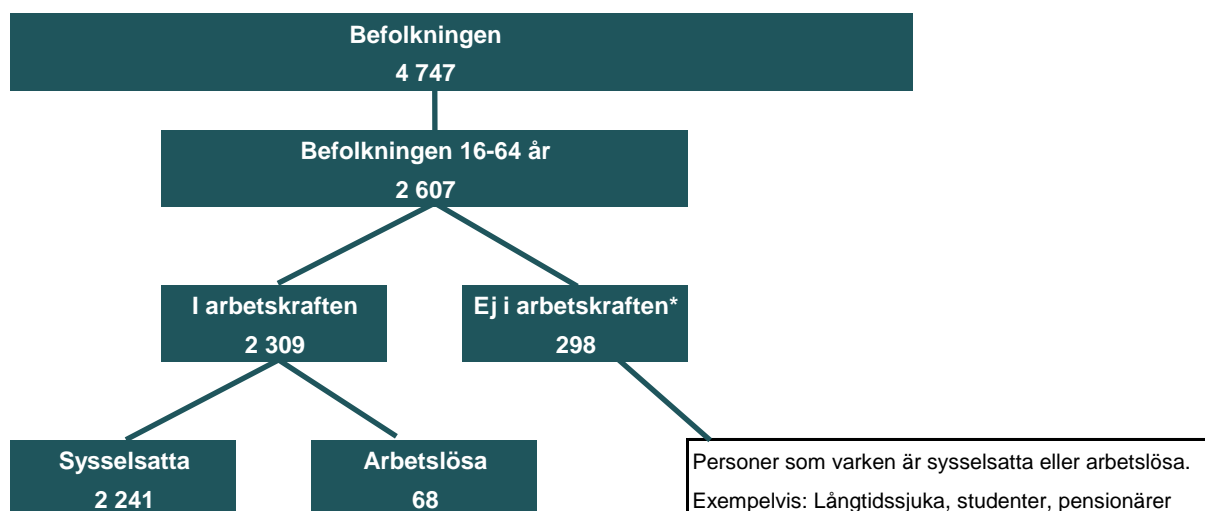 Befolkningen
4 747
Befolkningen 16-64 år
2 607
I arbetskraften
2 309
Ej i arbetskraften*
298
Sysselsatta
2 241
Arbetslösa
68
Personer som varken är sysselsatta eller arbetslösa.
Exempelvis: Långtidssjuka, studenter, pensionärer